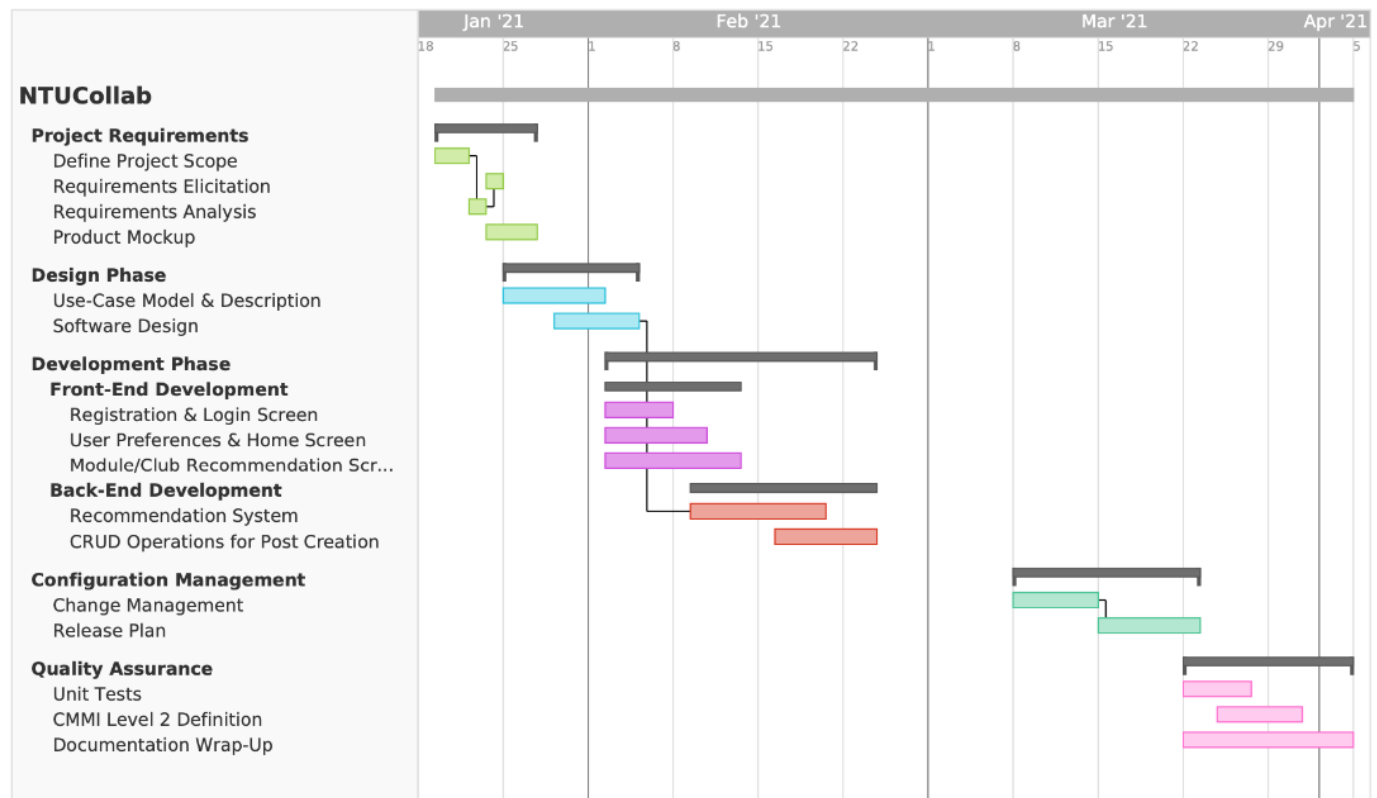 Jan '21 Feb '21 Mar '21 Apr '21
18 25 1 8 15 22 1 8 15 22 29 5
NTUCollab
Project Requirements
Define Project Scope
Requirements Elicitation
Requirements Analysis
Product Mockup
Design Phase
Use-Case Model & Description
Software Design
Development Phase
Front-End Development
Registration & Login Screen
User Preferences & Home Screen
Module/Club Recommendation Scr...
Back-End Development
Recommendation System
CRUD Operations for Post Creation
Configuration Management
Change Management
Release Plan
Quality Assurance
Unit Tests
CMMI Level 2 Definition
Documentation Wrap-Up